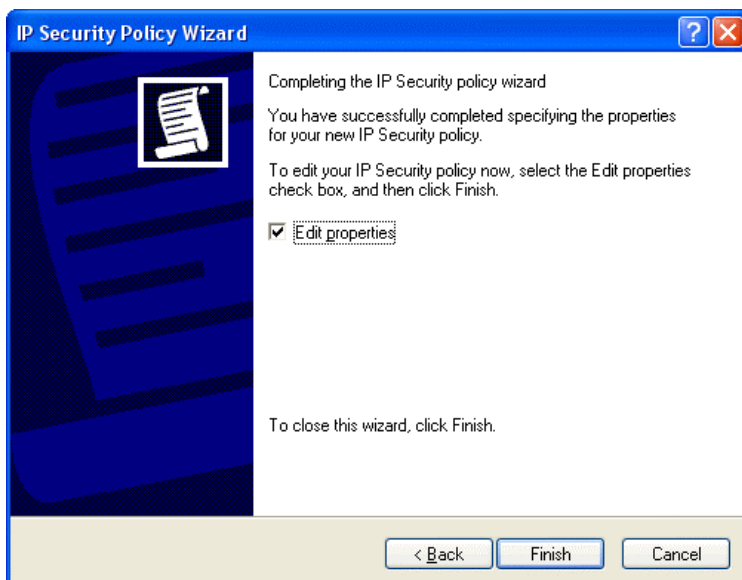 IP Security Policy Wizard
Completing the IP Security policy wizard
You have successfully completed specifying the properties
for your new IP Security policy.
To edit your IP Security policy now, select the Edit properties
check box, and then click Finish.
Edit properties
To close this wizard, click Finish.
< Back
Finish
Cancel